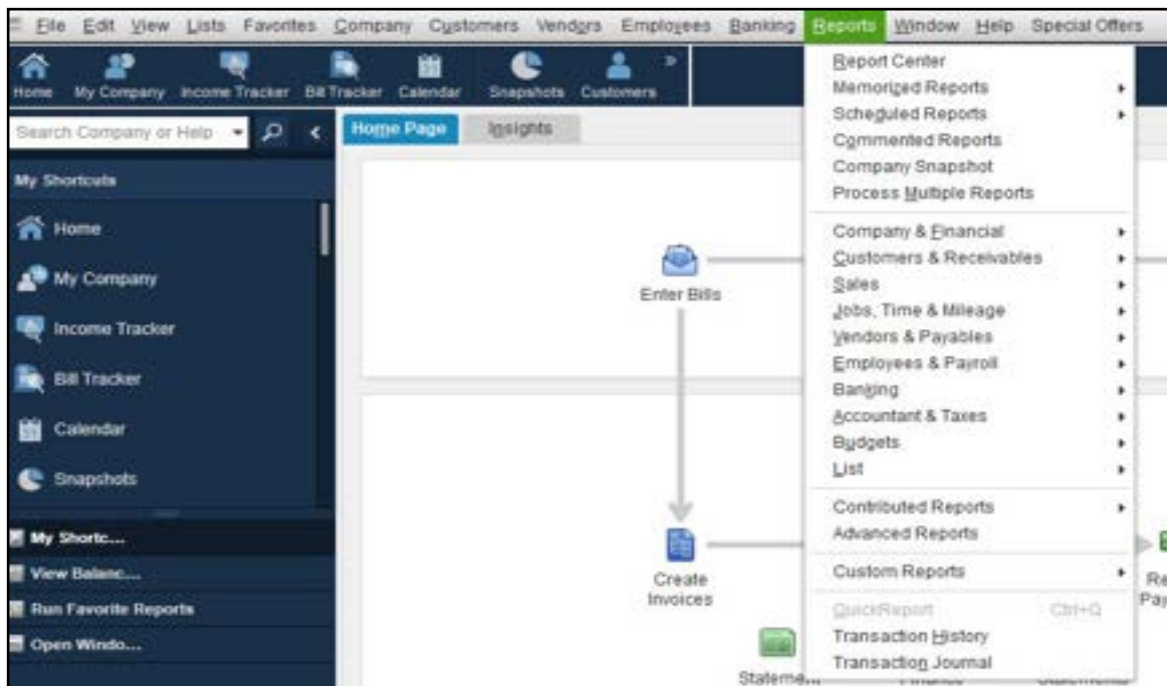 File Edit View Lists Favorites Company Customers Vendors Employees Banking Reports Window Help Special Offers
Home My Company Income Tracker Bill Tracker Calendar Snapshots Customers »
Search Company or Help
Home Page Insights
My Shortcuts
Home
My Company
Income Tracker
Bill Tracker
Calendar
Snapshots
My Shortc...
View Balanc...
Run Favorite Reports
Open Windo...
Enter Bills
Create
Invoices
Statement
Report Center
Memorized Reports
Scheduled Reports
Commented Reports
Company Snapshot
Process Multiple Reports
Company & Financial
Customers & Receivables
Sales
Jobs, Time & Mileage
Vendors & Payables
Employees & Payroll
Banking
Accountant & Taxes
Budgets
List
Contributed Reports
Advanced Reports
Custom Reports
QuickReport Ctrl+Q
Transaction History
Transaction Journal
Re
Pay